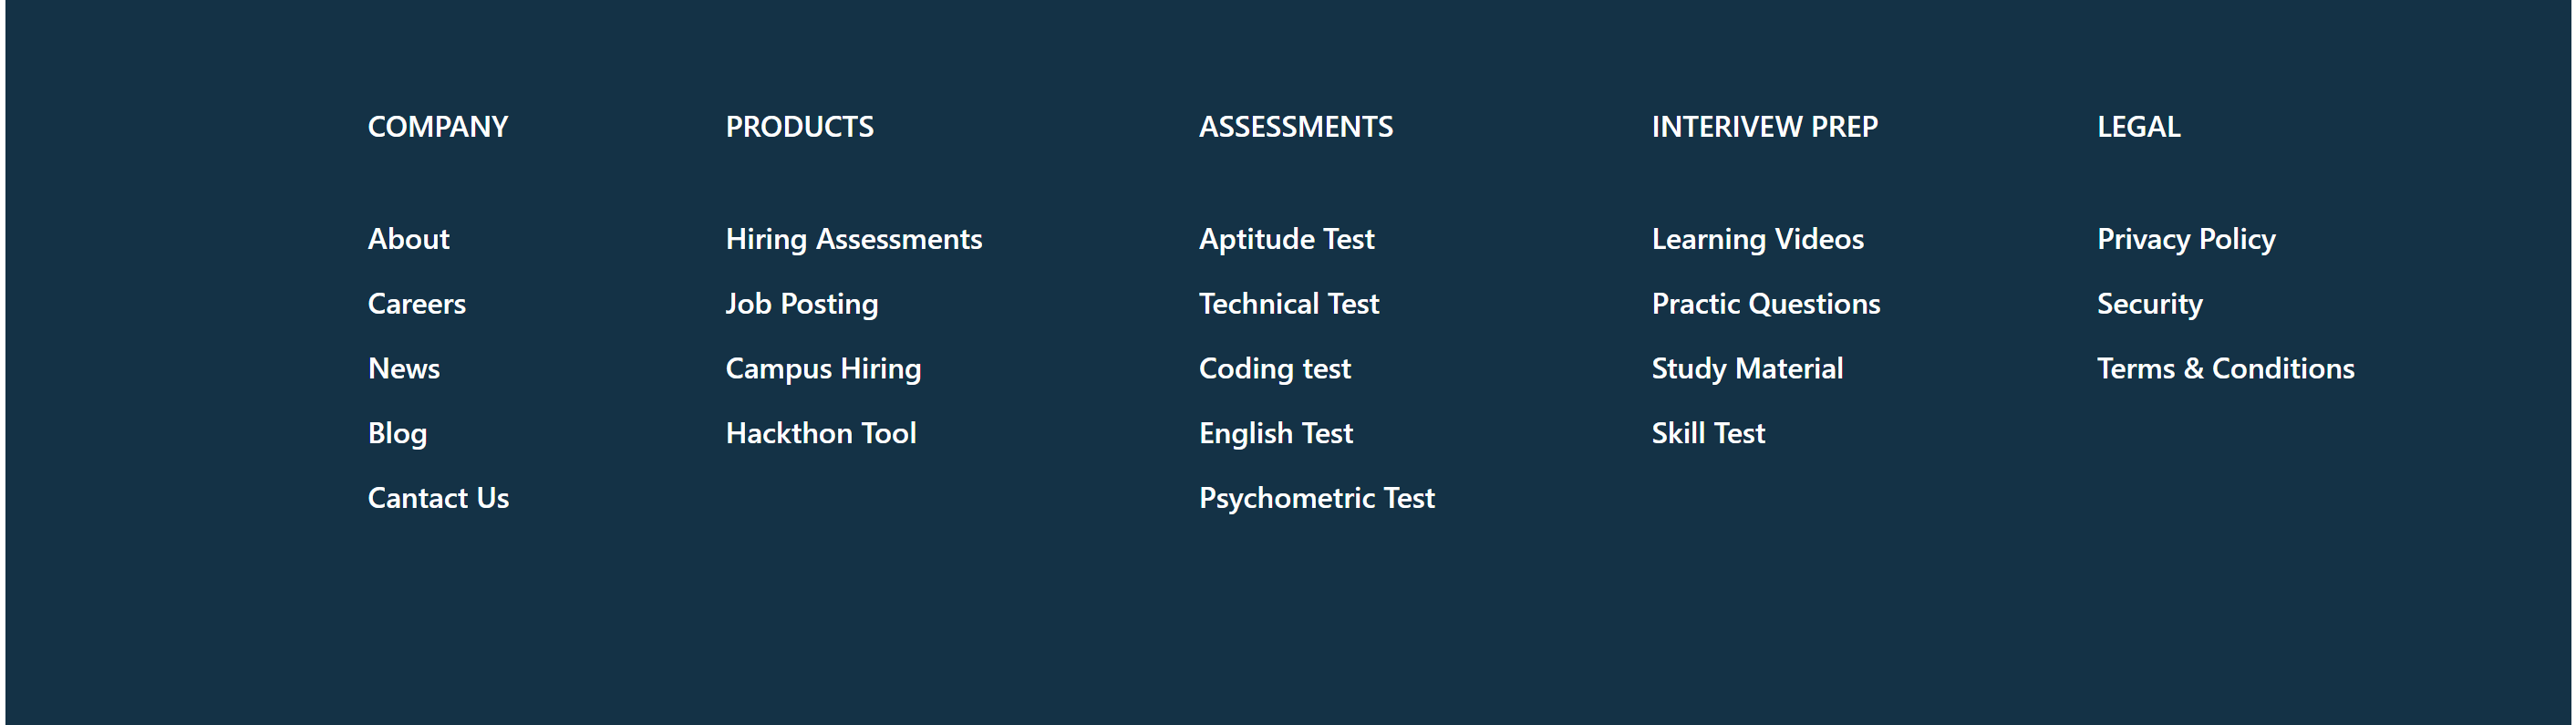 COMPANY
About
Careers
News
Blog
Cantact Us
PRODUCTS
Hiring Assessments
Job Posting
Campus Hiring
Hackthon Tool
ASSESSMENTS
Aptitude Test
Technical Test
Coding test
English Test
Psychometric Test
INTERIVEW PREP
Learning Videos
Practic Questions
Study Material
Skill Test
LEGAL
Privacy Policy
Security
Terms & Conditions